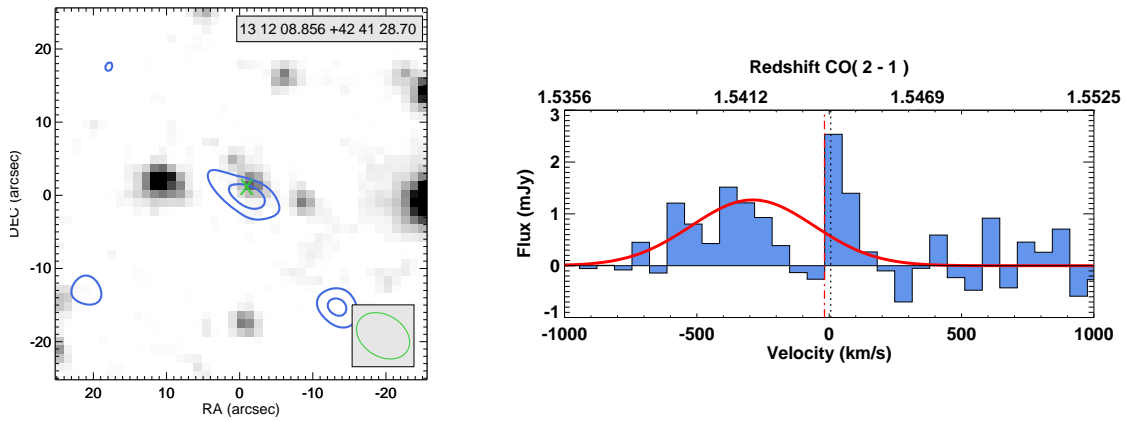 13 12 08.856 +42 41 28.70
20
10
0
-10
-20
DEC (arcsec)
20 10 0 -10 -20
RA (arcsec)
Redshift CO( 2 - 1 )
1.5356 1.5412 1.5469 1.5525
3
2
1
0
-1
Flux (mJy)
-1000 -500 0 500 1000
Velocity (km/s)